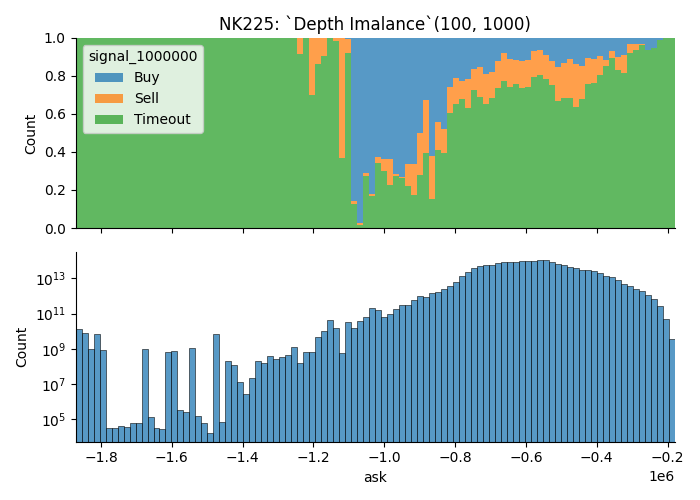 NK225: `Depth Imalance`(100, 1000)
signal_1000000
Buy
Sell
Timeout
Count
1.0
0.8
0.6
0.4
0.2
0.0
Count
10^13
10^11
10^9
10^7
10^5
−1.8 −1.6 −1.4 −1.2 −1.0 −0.8 −0.6 −0.4 −0.2
1e6
ask